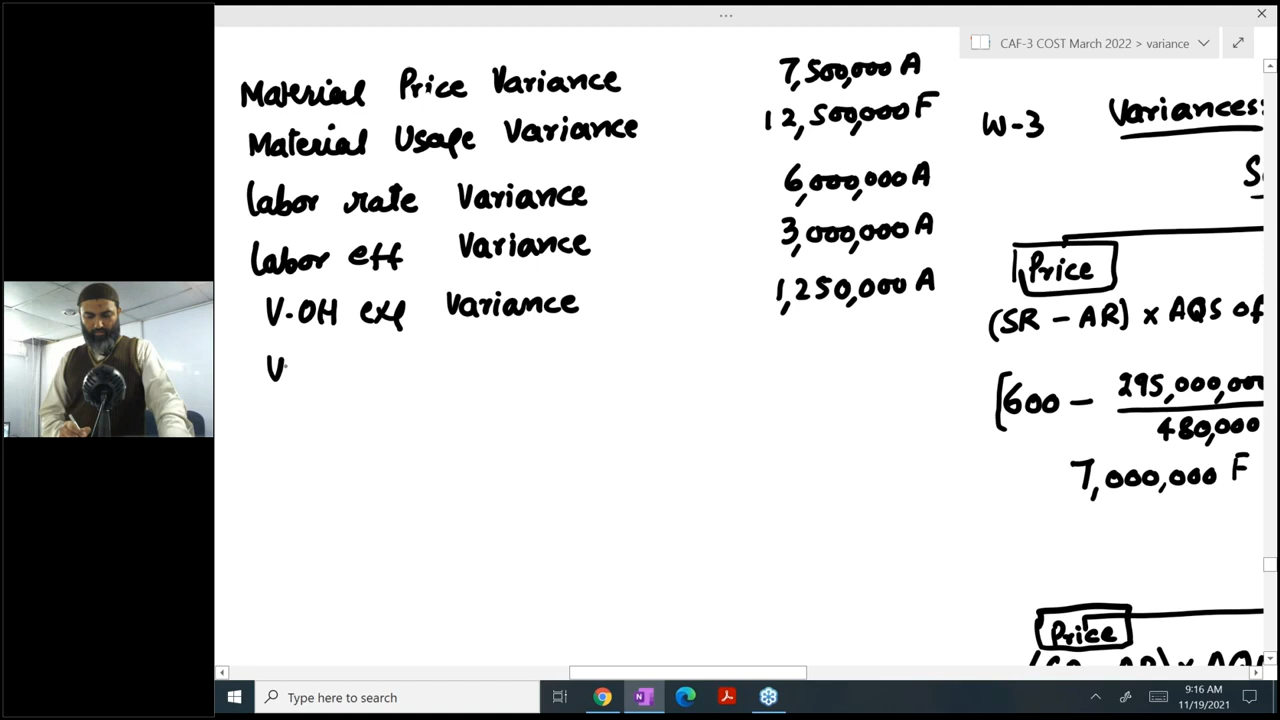 CAF-3 COST March 2022 > variance
Material Price Variance 7,500,000 A
Material Usage Variance 12,500,000 F
Labor rate Variance 6,000,000 A
Labor eff Variance 3,000,000 A
V.OH exp Variance 1,250,000 A
V
W-3 Variances:
Price
(SR - AR) x AQS of
[600 - 295,000,000
480,000
7,000,000 F
Price
Type here to search
9:16 AM
11/19/2021